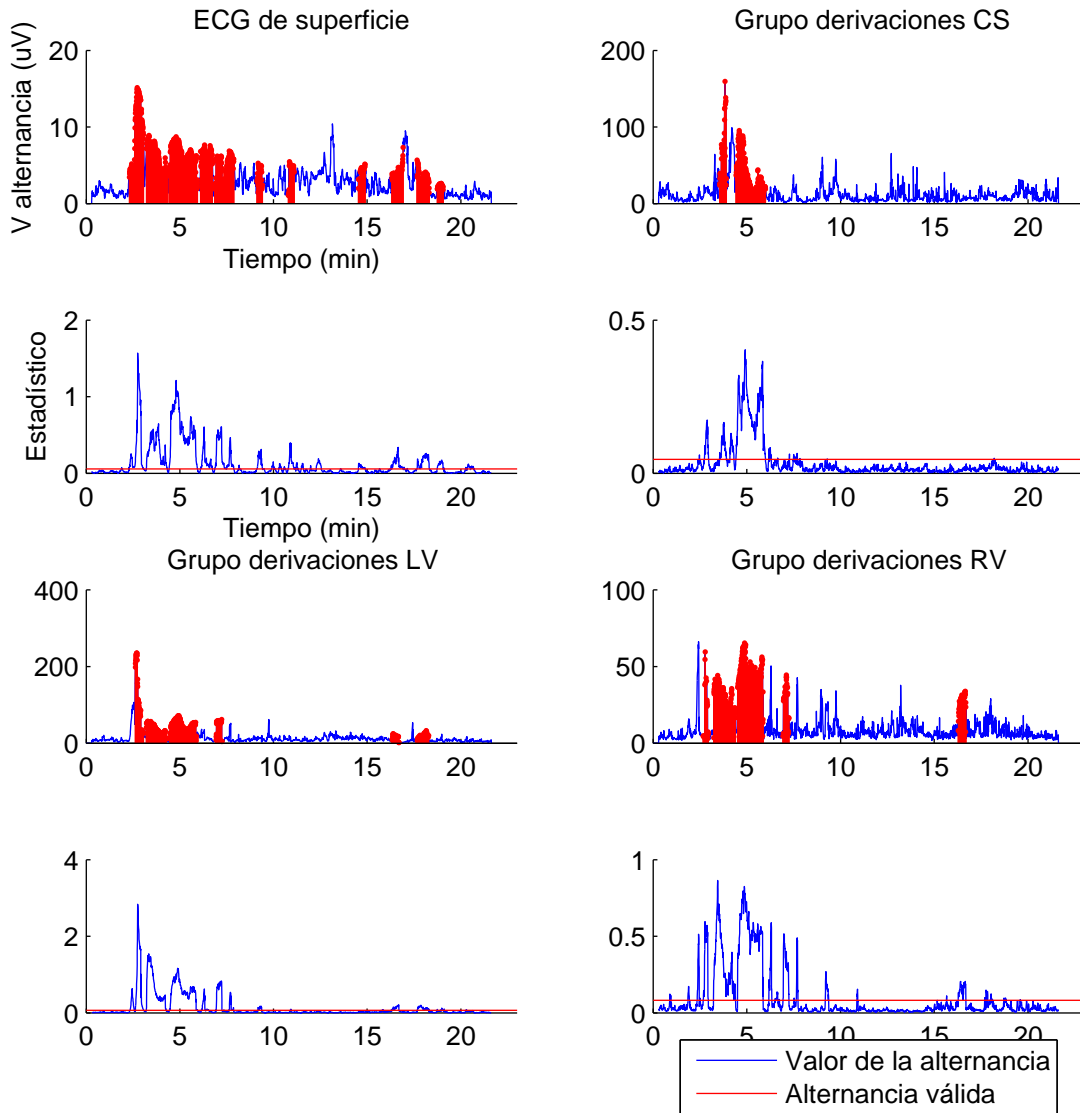 ECG de superficie
V alternancia (uV)
20
10
0
0 5 10 15 20
Tiempo (min)
Grupo derivaciones CS
200
100
0
0 5 10 15 20
Estadístico
2
1
0
0 5 10 15 20
Tiempo (min)
0.5
0
0 5 10 15 20
Grupo derivaciones LV
400
200
0
0 5 10 15 20
Grupo derivaciones RV
100
50
0
0 5 10 15 20
4
2
0
0 5 10 15 20
1
0.5
0
0 5 10 15 20
Valor de la alternancia
Alternancia válida